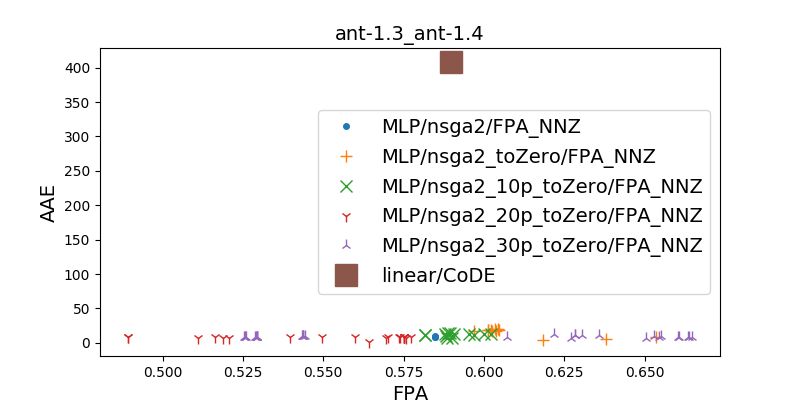 ant-1.3_ant-1.4
400
350
300
250
200
150
100
50
0
AAE
MLP/nsga2/FPA_NNZ
MLP/nsga2_toZero/FPA_NNZ
MLP/nsga2_10p_toZero/FPA_NNZ
MLP/nsga2_20p_toZero/FPA_NNZ
MLP/nsga2_30p_toZero/FPA_NNZ
linear/CoDE
0.500 0.525 0.550 0.575 0.600 0.625 0.650
FPA